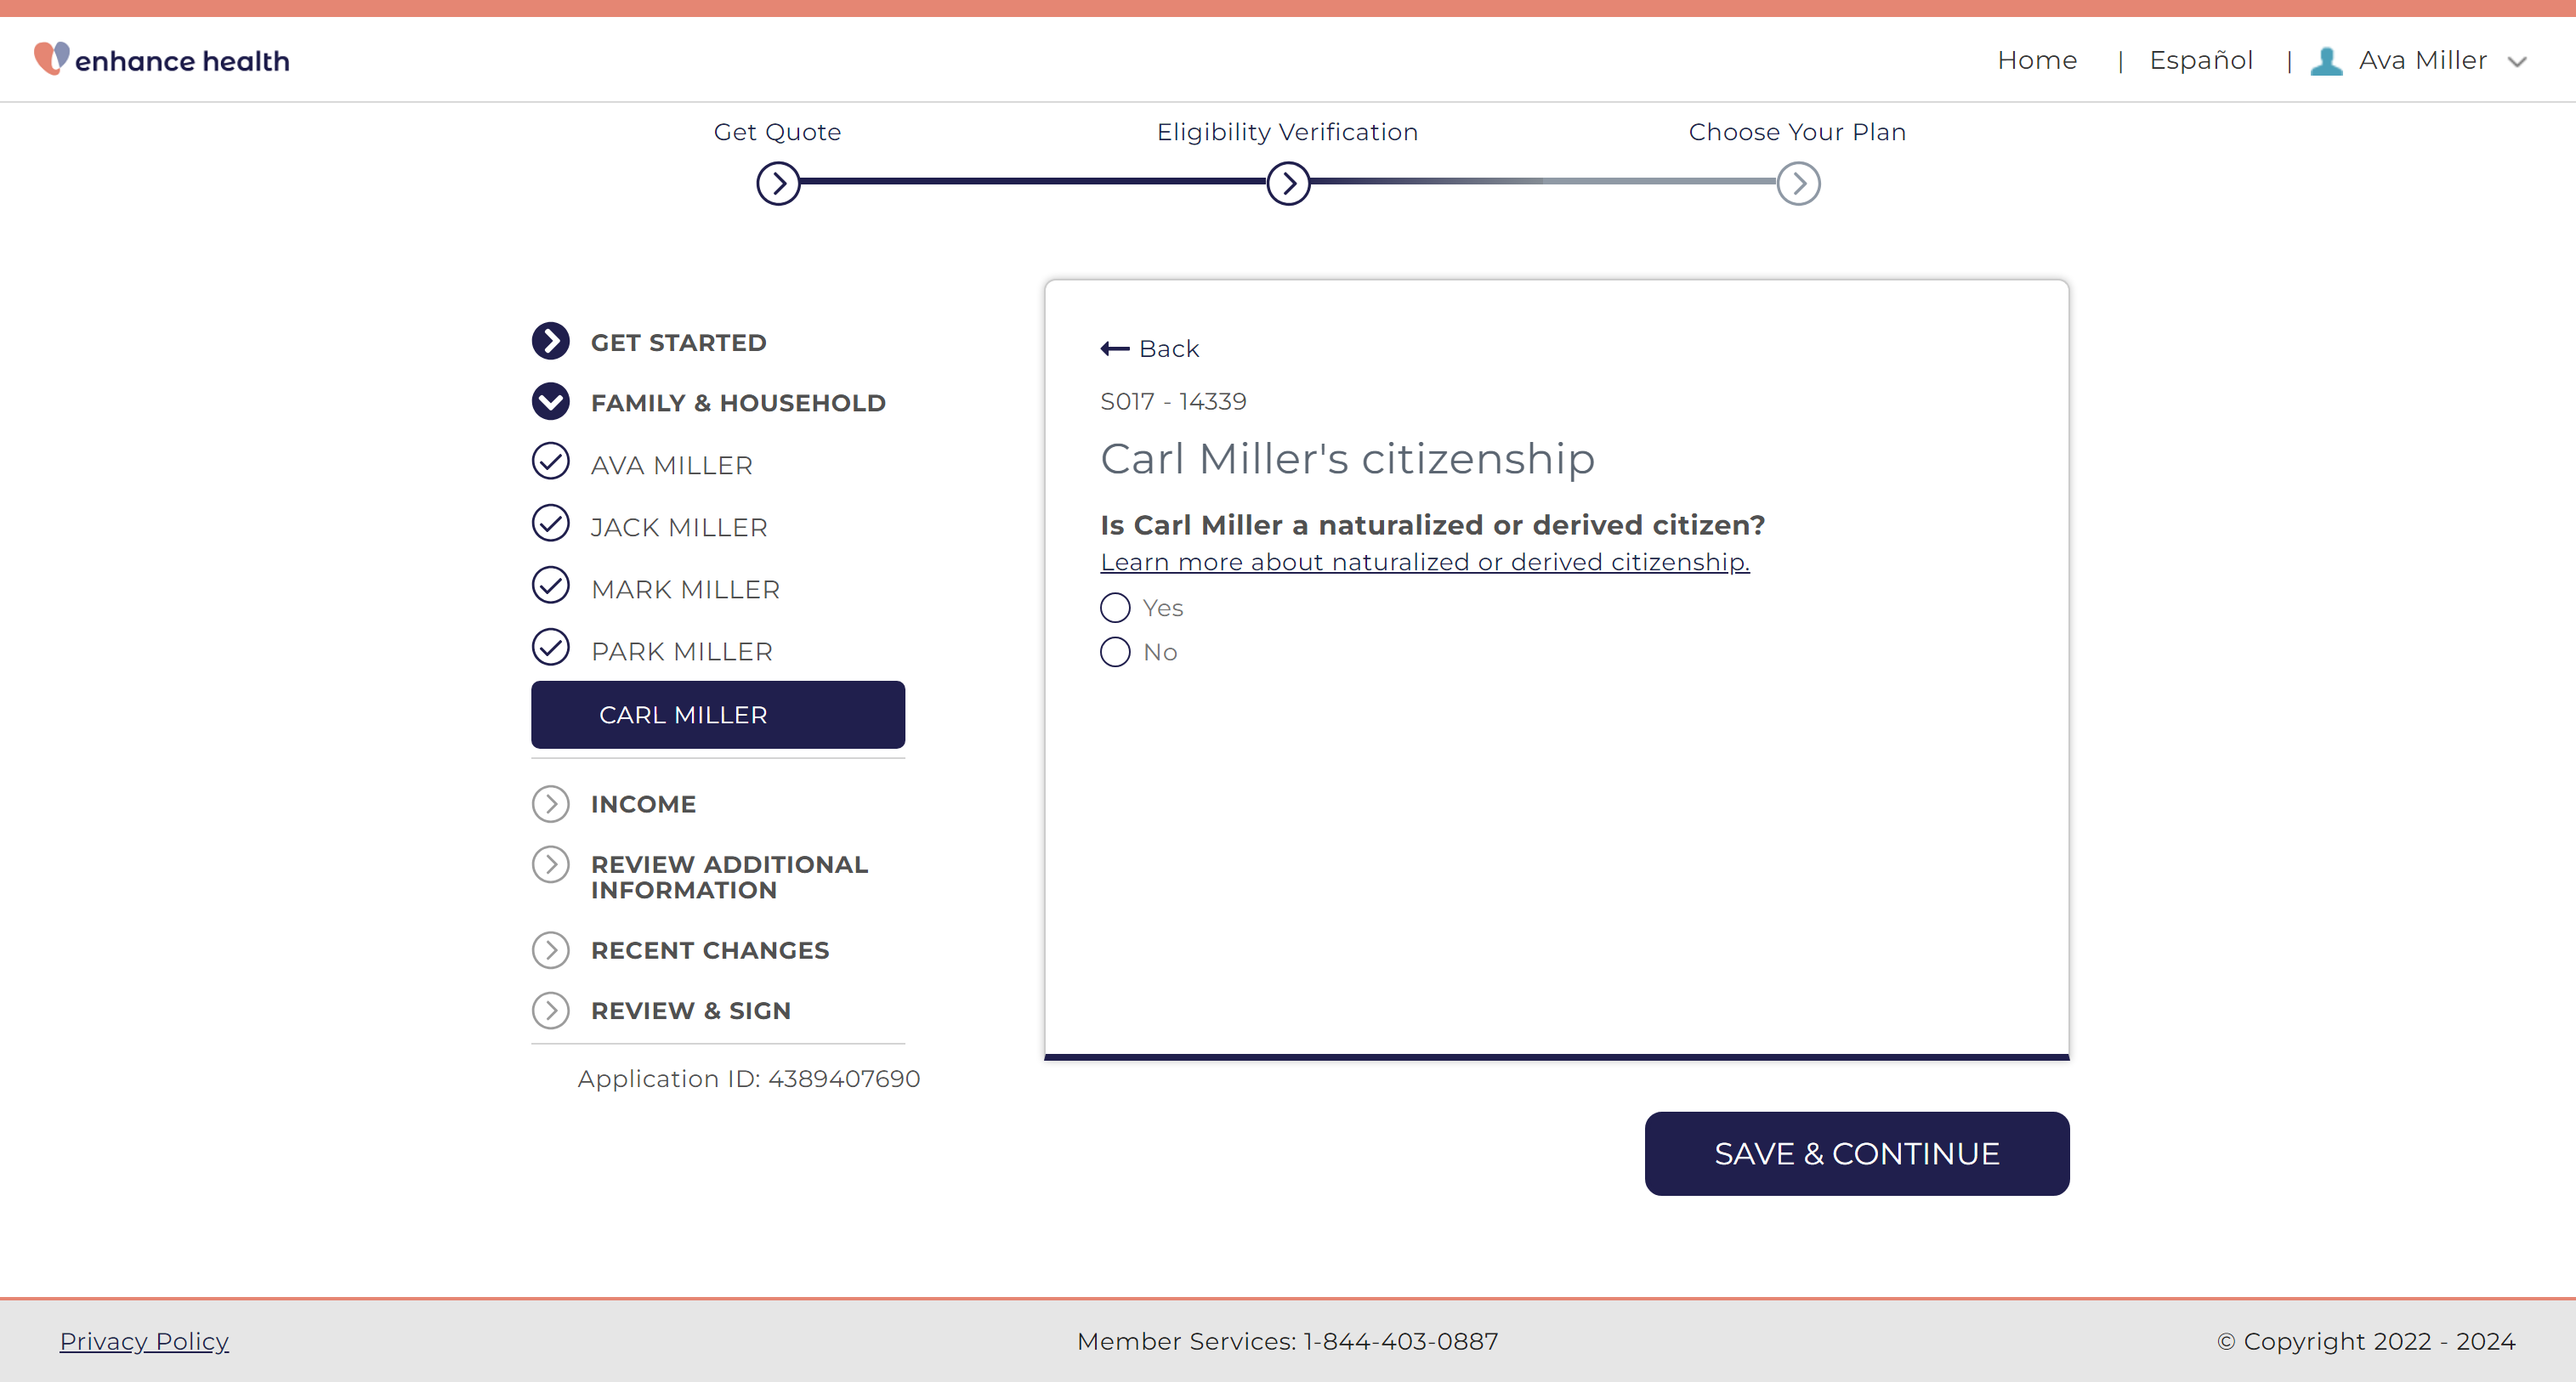 enhance health
Home | Español | Ava Miller
Get Quote
Eligibility Verification
Choose Your Plan
GET STARTED
FAMILY & HOUSEHOLD
AVA MILLER
JACK MILLER
MARK MILLER
PARK MILLER
CARL MILLER
INCOME
REVIEW ADDITIONAL
INFORMATION
RECENT CHANGES
REVIEW & SIGN
Application ID: 4389407690
Back
S017 - 14339
Carl Miller's citizenship
Is Carl Miller a naturalized or derived citizen?
Learn more about naturalized or derived citizenship.
Yes
No
SAVE & CONTINUE
Privacy Policy
Member Services: 1-844-403-0887
© Copyright 2022 - 2024